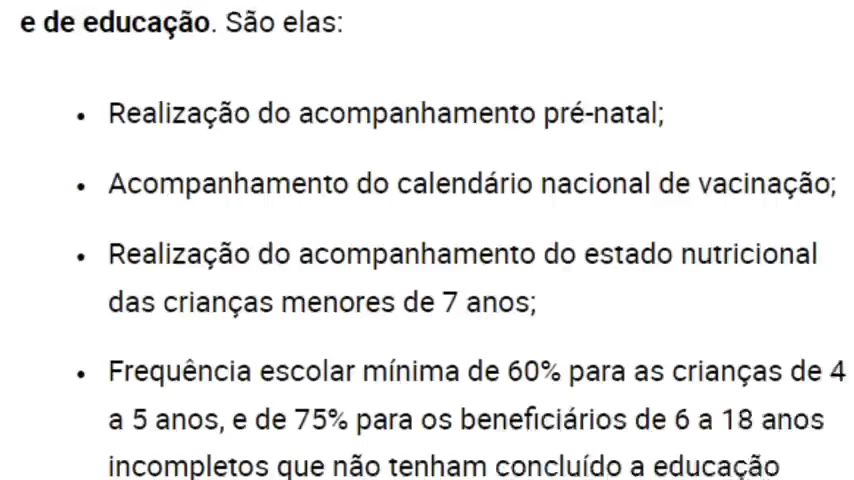 e de educação. São elas:
• Realização do acompanhamento pré-natal;
• Acompanhamento do calendário nacional de vacinação;
• Realização do acompanhamento do estado nutricional
das crianças menores de 7 anos;
• Frequência escolar mínima de 60% para as crianças de 4
a 5 anos, e de 75% para os beneficiários de 6 a 18 anos
incompletos que não tenham concluído a educação